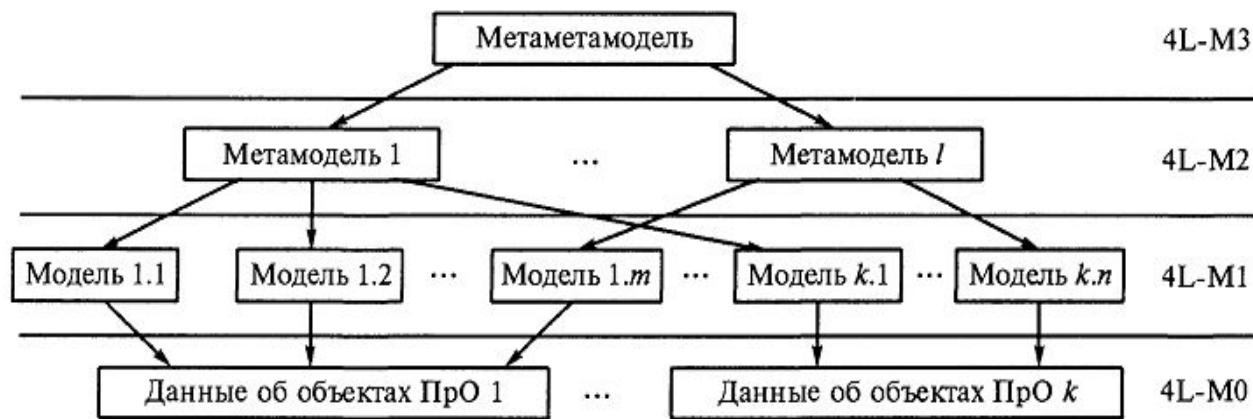 Метаметамодель 4L-M3
Метамодель 1 ... Метамодель l 4L-M2
Модель 1.1 Модель 1.2 ... Модель 1.m ... Модель k.1 ... Модель k.n 4L-M1
Данные об объектах ПрО 1 ... Данные об объектах ПрО k 4L-M0